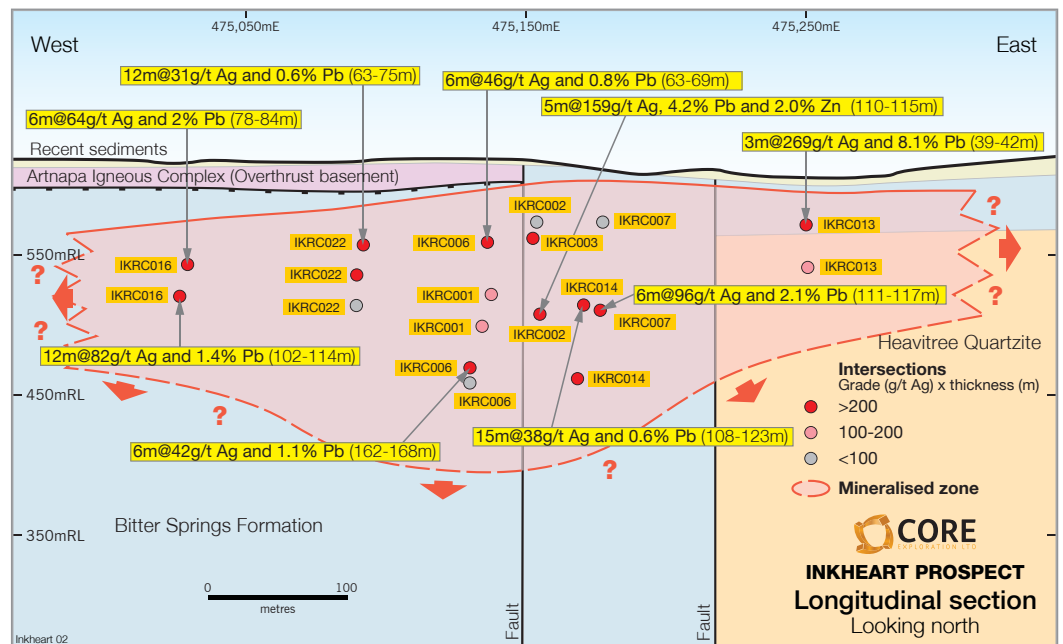 475,050mE
475,150mE
475,250mE
West
East
12m@31g/t Ag and 0.6% Pb (63-75m)
6m@46g/t Ag and 0.8% Pb (63-69m)
5m@159g/t Ag, 4.2% Pb and 2.0% Zn (110-115m)
6m@64g/t Ag and 2% Pb (78-84m)
3m@269g/t Ag and 8.1% Pb (39-42m)
Recent sediments
Artnapa Igneous Complex (Overthrust basement)
IKRC002
IKRC007
IKRC013
IKRC022
IKRC006
IKRC003
550mRL
IKRC016
IKRC013
?
?
IKRC022
IKRC014
IKRC016
IKRC001
6m@96g/t Ag and 2.1% Pb (111-117m)
?
IKRC022
IKRC007
IKRC001
IKRC002
?
12m@82g/t Ag and 1.4% Pb (102-114m)
Heavitree Quartzite
IKRC006
IKRC014
450mRL
IKRC006
?
15m@38g/t Ag and 0.6% Pb (108-123m)
6m@42g/t Ag and 1.1% Pb (162-168m)
?
Intersections
Grade (g/t Ag) x thickness (m)
>200
100-200
<100
Mineralised zone
Bitter Springs Formation
350mRL
CORE
EXPLORATION LTD
INKHEART PROSPECT
Longitudinal section
Looking north
0
100
metres
Fault
Fault
Inkheart 02